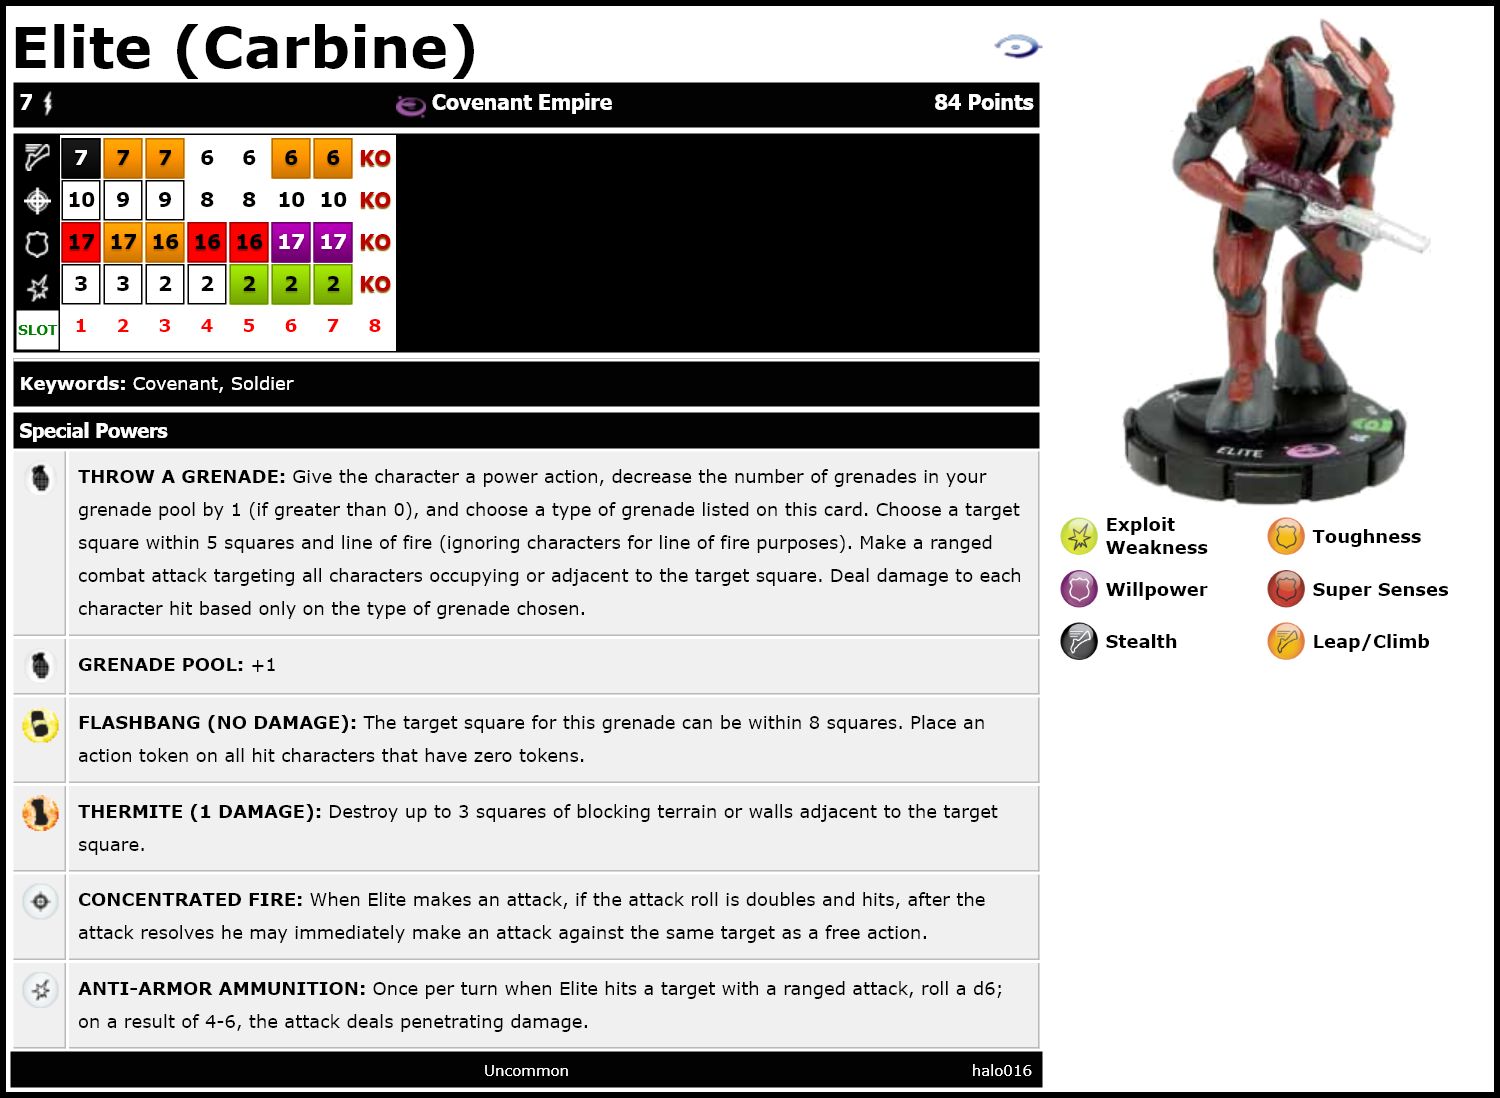 Elite (Carbine)
7 Covenant Empire 84 Points
7 7 7 6 6 6 6 KO
10 9 9 8 8 10 10 KO
17 17 16 16 16 17 17 KO
3 3 2 2 2 2 2 KO
SLOT 1 2 3 4 5 6 7 8
Keywords: Covenant, Soldier
Special Powers
THROW A GRENADE: Give the character a power action, decrease the number of grenades in your
grenade pool by 1 (if greater than 0), and choose a type of grenade listed on this card. Choose a target
square within 5 squares and line of fire (ignoring characters for line of fire purposes). Make a ranged
combat attack targeting all characters occupying or adjacent to the target square. Deal damage to each
character hit based only on the type of grenade chosen.
GRENADE POOL: +1
FLASHBANG (NO DAMAGE): The target square for this grenade can be within 8 squares. Place an
action token on all hit characters that have zero tokens.
THERMITE (1 DAMAGE): Destroy up to 3 squares of blocking terrain or walls adjacent to the target
square.
CONCENTRATED FIRE: When Elite makes an attack, if the attack roll is doubles and hits, after the
attack resolves he may immediately make an attack against the same target as a free action.
ANTI-ARMOR AMMUNITION: Once per turn when Elite hits a target with a ranged attack, roll a d6;
on a result of 4-6, the attack deals penetrating damage.
Uncommon halo016
ELITE
Exploit
Weakness
Toughness
Willpower
Super Senses
Stealth
Leap/Climb